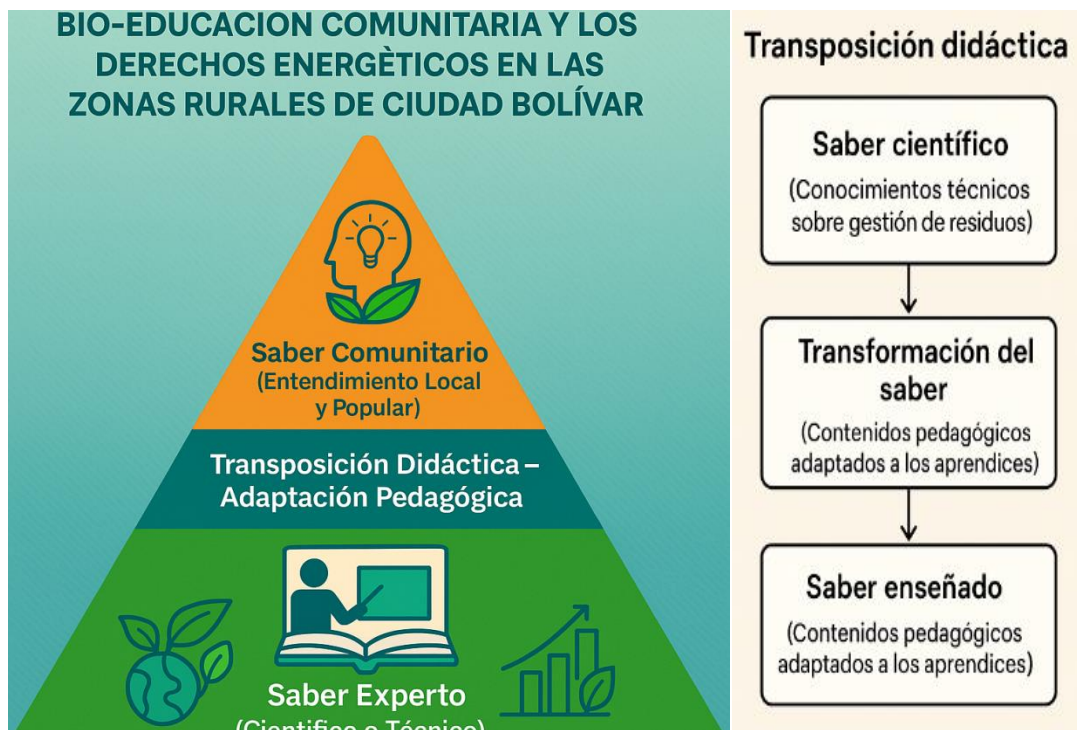 BIO-EDUCACION COMUNITARIA Y LOS
DERECHOS ENERGÈTICOS EN LAS
ZONAS RURALES DE CIUDAD BOLÍVAR
Saber Comunitario
(Entendimiento Local
y Popular)
Transposición Didáctica –
Adaptación Pedagógica
Saber Experto
(Científico o Técnico)
Transposición didáctica
Saber científico
(Conocimientos técnicos
sobre gestión de residuos)
Transformación del
saber
(Contenidos pedagógicos
adaptados a los aprendices)
Saber enseñado
(Contenidos pedagógicos
adaptados a los aprendices)